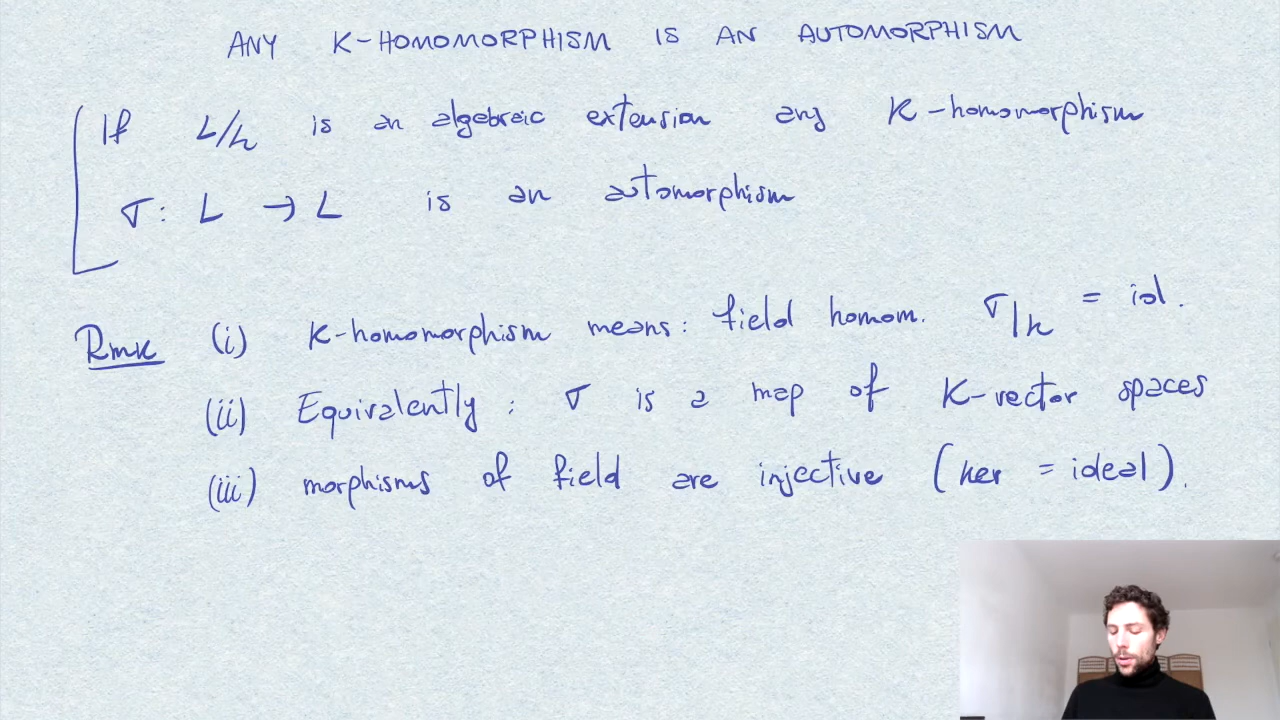 ANY K-HOMOMORPHISM IS AN AUTOMORPHISM
If L/k is an algebraic extension any K-homomorphism
σ: L → L is an automorphism
Rmk (i) K-homomorphism means: field homom. σ|k = id.
(ii) Equivalently: σ is a map of K-vector spaces
(iii) morphisms of field are injective (ker = ideal).